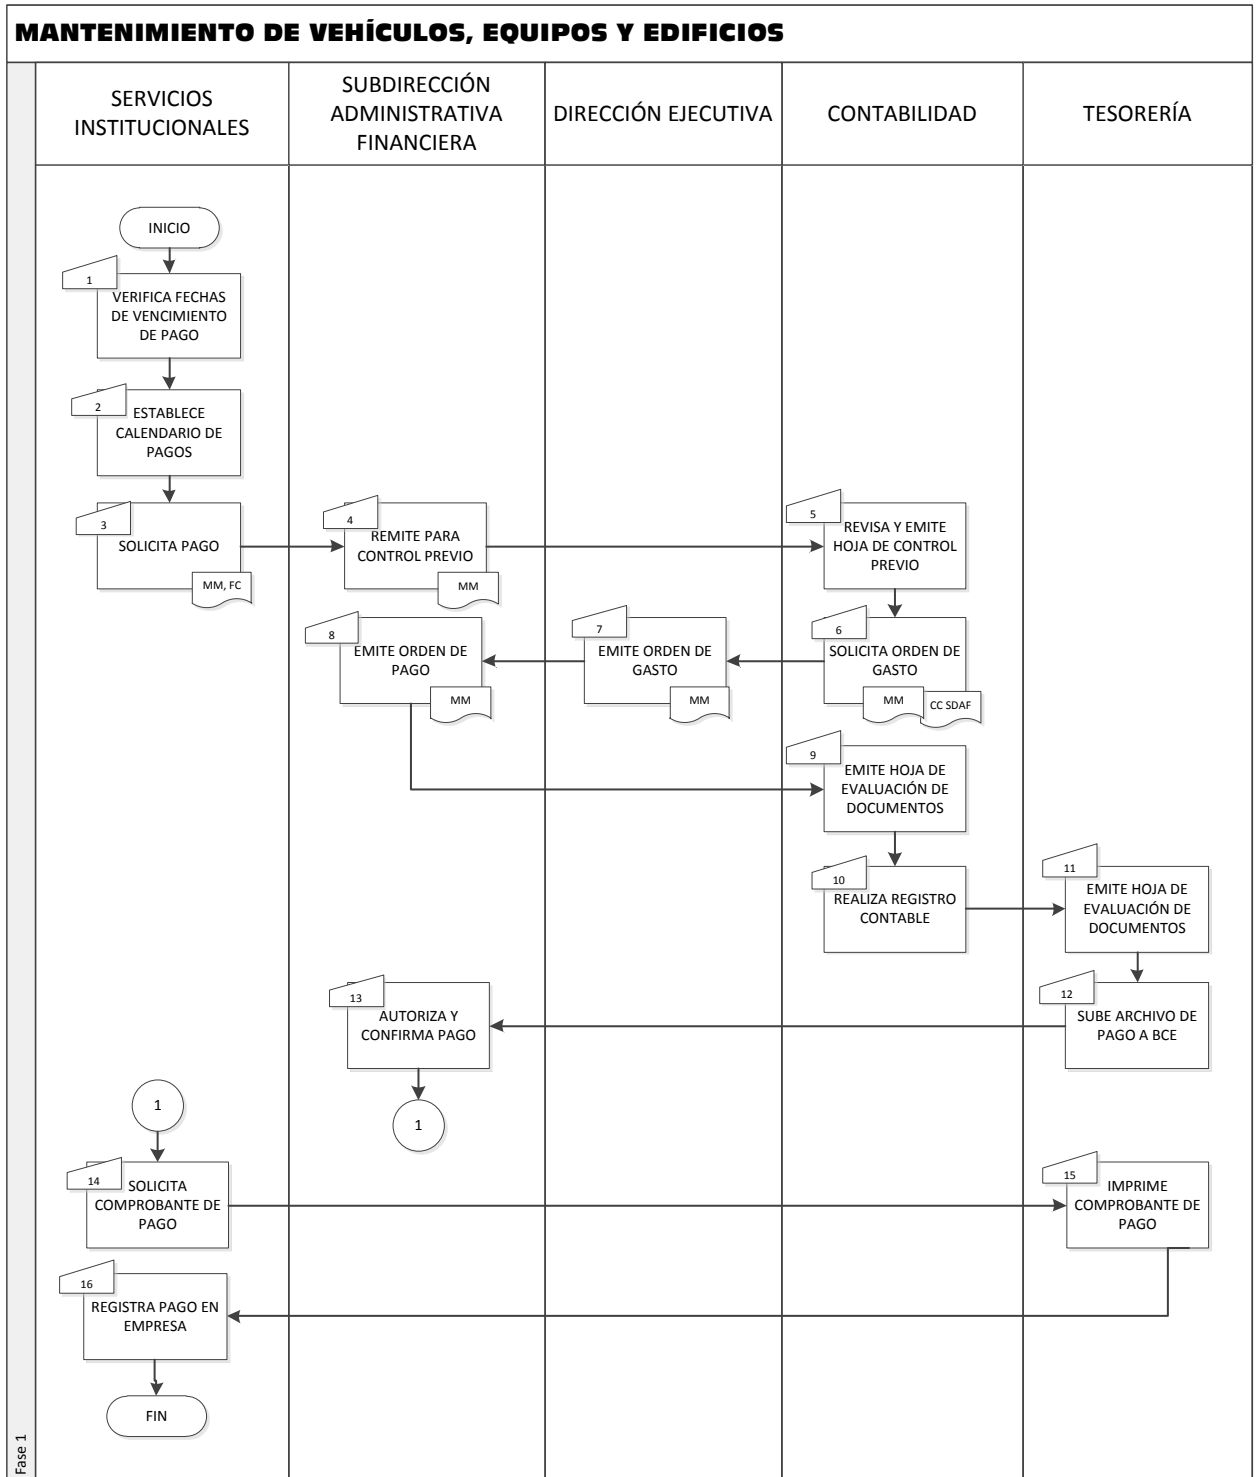 MANTENIMIENTO DE VEHÍCULOS, EQUIPOS Y EDIFICIOS
SERVICIOS
INSTITUCIONALES
SUBDIRECCIÓN
ADMINISTRATIVA
FINANCIERA
DIRECCIÓN EJECUTIVA
CONTABILIDAD
TESORERÍA
INICIO
1
VERIFICA FECHAS
DE VENCIMIENTO
DE PAGO
2
ESTABLECE
CALENDARIO DE
PAGOS
3
SOLICITA PAGO
MM, FC
4
REMITE PARA
CONTROL PREVIO
MM
5
REVISA Y EMITE
HOJA DE CONTROL
PREVIO
6
SOLICITA ORDEN DE
GASTO
MM
CC SDAF
7
EMITE ORDEN DE
GASTO
MM
8
EMITE ORDEN DE
PAGO
MM
9
EMITE HOJA DE
EVALUACIÓN DE
DOCUMENTOS
10
REALIZA REGISTRO
CONTABLE
11
EMITE HOJA DE
EVALUACIÓN DE
DOCUMENTOS
12
SUBE ARCHIVO DE
PAGO A BCE
13
AUTORIZA Y
CONFIRMA PAGO
1
1
14
SOLICITA
COMPROBANTE DE
PAGO
15
IMPRIME
COMPROBANTE DE
PAGO
16
REGISTRA PAGO EN
EMPRESA
FIN
Fase 1